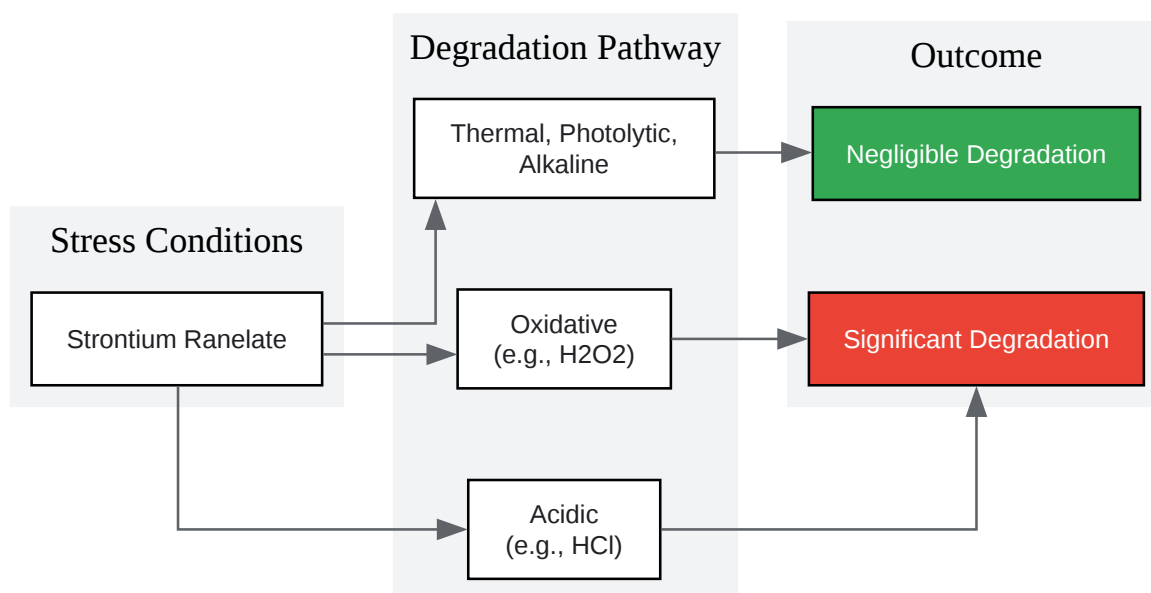 Degradation Pathway
Outcome
Thermal, Photolytic,
Alkaline
Negligible Degradation
Stress Conditions
Strontium Ranelate
Oxidative
(e.g., H2O2)
Significant Degradation
Acidic
(e.g., HCl)